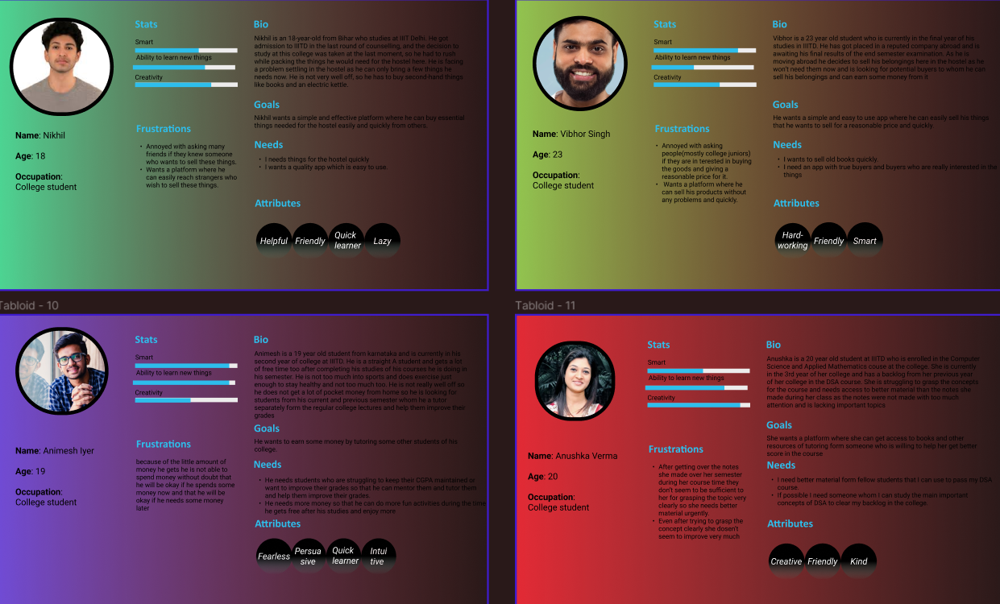 Stats
Smart
Ability to learn new things
Creativity
Bio
Nikhil is an 18-year-old from Bihar who studies at IIIT Delhi. He got
admission to IIITD in the last round of counselling, and the decision to
study at this college was taken at the last moment, so he had to rush
while packing the things he would need for the hostel here. He is facing
a problem settling in the hostel as he can only bring a few things he
needs now. He is not very well off, so he has to buy second-hand things
like books and an electric kettle.
Goals
Nikhil wants a simple and effective platform where he can buy essential
things needed for the hostel easily and quickly from others.
Name: Nikhil
Age: 18
Occupation:
College student
Frustrations
• Annoyed with asking many
friends if they knew someone
who wants to sell these things.
• Wants a platform where he
can easily reach strangers who
wish to sell these things.
Needs
• I needs things for the hostel quickly
• I wants a quality app which is easy to use.
Attributes
Helpful
Friendly
Quick
learner
Lazy
Stats
Smart
Ability to learn new things
Creativity
Bio
Vibhor is a 23 year old student who is currently in the final year of his
studies in IIITD. He has got placed in a reputed company abroad and is
awaiting his final results of the end semester examination. As he is
moving abroad he decides to sell his belongings here in the hostel as he
won't need them now and is looking for potential buyers to whom he can
sell his belongings and can earn some money from it
Goals
He wants a simple and easy to use app where he can easily sell his things
that he wants to sell for a reasonable price and quickly
Name: Vibhor Singh
Age: 23
Occupation:
College student
Frustrations
• Annoyed with asking
people(mostly college juniors)
if they are in terested in buying
the goods and giving a
reasonable price for it.
• Wants a platform where he
can sell his products without
any problems and quickly.
Needs
• I wants to sell old books quickly.
• I need an app with true buyers and buyers who are really interested in the
things
Attributes
Hard-
working
Friendly
Smart
Tabloid - 10
Stats
Smart
Ability to learn new things
Creativity
Bio
Animesh is a 19 year old student from karnataka and is currently in his
second year of college at IIITD. He is a straight A student and gets a lot
of free time too after completing his studies of his courses he is doing in
his semester. He is not too much into sports and does exercise just
enough to stay healthy and not too much too. He is not really well off so
he does not get a lot of pocket money from home so he is looking for
students from his current and previous semester whom he a tutor
separately form the regular college lectures and help them improve their
grades
Goals
He wants to earn some money by tutoring some other students of his
college.
Name: Animesh Iyer
Age: 19
Occupation:
College student
Frustrations
because of the little amount of
money he gets he is not able to
spend money without doubt that
he will be okay if he spends some
money now and that he will be
okay if he needs some money
later
Needs
• He needs students who are struggling to keep their CGPA maintained or
want to improve their grades so that he can mentor them and tutor them
and help them improve their grades.
• He needs more money so that he can do more fun activities during the time
he gets free after his studies and enjoy more
Attributes
Fearless
Persua
sive
Quick
learner
Intui
tive
Tabloid - 11
Stats
Smart
Ability to learn new things
Creativity
Bio
Anushka is a 20 year old student at IIITD who is enrolled in the Computer
Science and Applied Mathematics couse at the college. She is currently
in the 3rd year of her college and has a backlog from her previous year
of her college in the DSA course. She is struggling to grasp the concepts
for the course and needs access to better material than the notes she
made during her class as the notes were not made with too much
attention and is lacking important topics
Goals
She wants a platform where she can get access to books and other
resources of tutoring form someone who is willing to help her get better
score in the course
Name: Anushka Verma
Age: 20
Occupation:
College student
Frustrations
• After getting over the notes
she made over her semester
during her course time they
don't seem to be sufficient to
her for grasping the topic very
clearly so she needs better
material urgently.
• Even after trying to grasp the
concept clearly she dosen't
seem to improve very much
Needs
• I need better material form fellow students that I can use to pass my DSA
course.
• If possible I need someone whom I can study the main important
concepts of DSA to clear my backlog in the college.
Attributes
Creative
Friendly
Kind